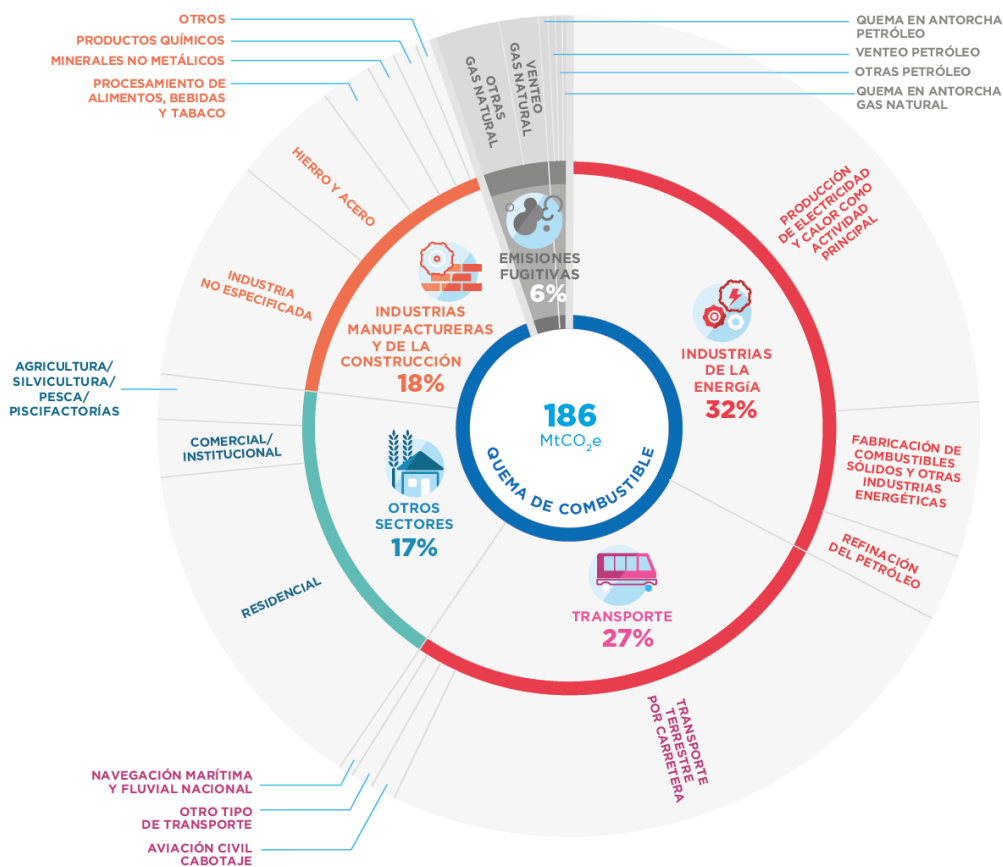 OTROS
PRODUCTOS QUÍMICOS
MINERALES NO METÁLICOS
PROCESAMIENTO DE
ALIMENTOS, BEBIDAS
Y TABACO
HIERRO Y ACERO
INDUSTRIA
NO ESPECIFICADA
OTRAS
GAS NATURAL
VENTEO
GAS NATURAL
QUEMA EN ANTORCHA
PETRÓLEO
VENTEO PETRÓLEO
OTRAS PETRÓLEO
QUEMA EN ANTORCHA
GAS NATURAL
EMISIONES
FUGITIVAS
6%
PRODUCCIÓN
DE ELECTRICIDAD
Y CALOR COMO
ACTIVIDAD
PRINCIPAL
INDUSTRIAS
MANUFACTURERAS
Y DE LA
CONSTRUCCIÓN
18%
INDUSTRIAS
DE LA
ENERGíA
32%
186
MtCO₂e
QUEMA DE COMBUSTIBLE
AGRICULTURA/
SILVICULTURA/
PESCA/
PISCIFACTORÍAS
COMERCIAL/
INSTITUCIONAL
OTROS
SECTORES
17%
RESIDENCIAL
FABRICACIÓN DE
COMBUSTIBLES
SÓLIDOS Y OTRAS
INDUSTRIAS
ENERGÉTICAS
REFINACIÓN
DEL PETRÓLEO
TRANSPORTE
27%
TRANSPORTE
TERRESTRE
POR CARRETERA
NAVEGACIÓN MARÍTIMA
Y FLUVIAL NACIONAL
OTRO TIPO
DE TRANSPORTE
AVIACIÓN CIVIL
CABOTAJE